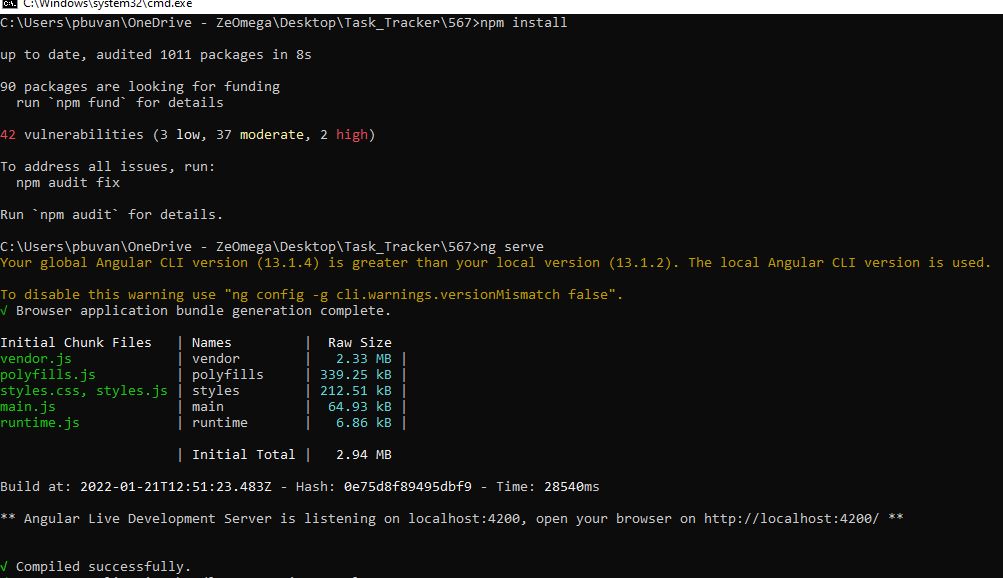 C:\Windows\system32\cmd.exe
C:\Users\pbuvan\OneDrive - ZeOmega\Desktop\Task_Tracker\567>npm install
up to date, audited 1011 packages in 8s
90 packages are looking for funding
run `npm fund` for details
42 vulnerabilities (3 low, 37 moderate, 2 high)
To address all issues, run:
npm audit fix
Run `npm audit` for details.
C:\Users\pbuvan\OneDrive - ZeOmega\Desktop\Task_Tracker\567>ng serve
Your global Angular CLI version (13.1.4) is greater than your local version (13.1.2). The local Angular CLI version is used.
To disable this warning use "ng config -g cli.warnings.versionMismatch false".
√ Browser application bundle generation complete.
Initial Chunk Files | Names | Raw Size
vendor.js | vendor | 2.33 MB |
polyfills.js | polyfills | 339.25 kB |
styles.css, styles.js | styles | 212.51 kB |
main.js | main | 64.93 kB |
runtime.js | runtime | 6.86 kB |
| Initial Total | 2.94 MB
Build at: 2022-01-21T12:51:23.483Z - Hash: 0e75d8f89495dbf9 - Time: 28540ms
** Angular Live Development Server is listening on localhost:4200, open your browser on http://localhost:4200/ **
√ Compiled successfully.